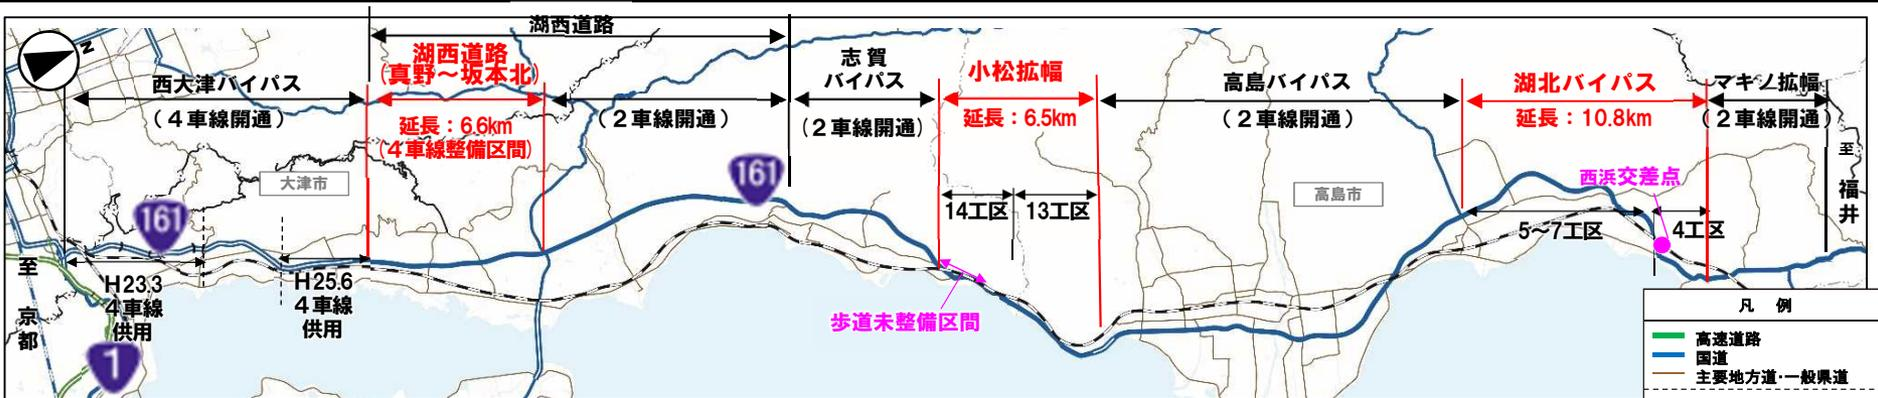 湖西道路
N
西大津バイパス
（４車線開通）
湖西道路
（真野～坂本北）
延長：6.6km
（４車線整備区間）
（２車線開通）
志賀
バイパス
（２車線開通）
小松拡幅
延長：6.5km
高島バイパス
（２車線開通）
湖北バイパス
延長：10.8km
マキノ拡幅
（２車線開通）
至
福井
大津市
161
高島市
西浜交差点
14工区
13工区
161
5～7工区
4工区
至
京都
H23.3
４車線
供用
H25.6
４車線
供用
歩道未整備区間
1
凡 例
高速道路
国道
主要地方道・一般県道